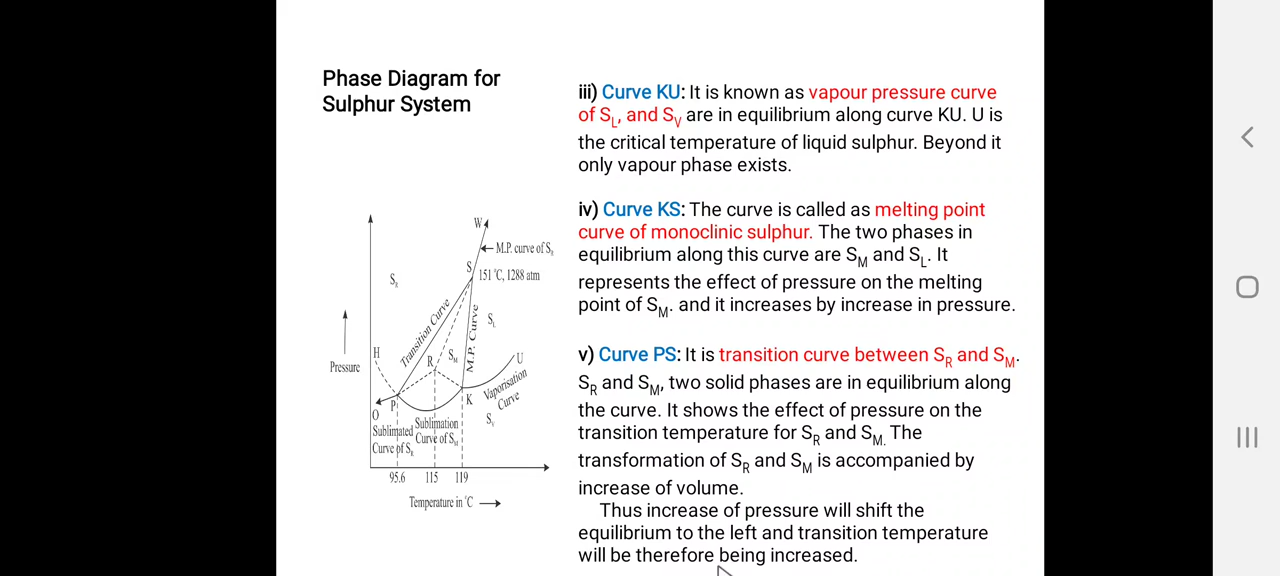 Phase Diagram for
Sulphur System
iii) Curve KU: It is known as vapour pressure curve
of SL, and SV are in equilibrium along curve KU. U is
the critical temperature of liquid sulphur. Beyond it
only vapour phase exists.
iv) Curve KS: The curve is called as melting point
curve of monoclinic sulphur. The two phases in
equilibrium along this curve are SM and SL. It
represents the effect of pressure on the melting
point of SM. and it increases by increase in pressure.
v) Curve PS: It is transition curve between SR and SM.
SR and SM, two solid phases are in equilibrium along
the curve. It shows the effect of pressure on the
transition temperature for SR and SM. The
transformation of SR and SM is accompanied by
increase of volume.
Thus increase of pressure will shift the
equilibrium to the left and transition temperature
will be therefore being increased.
W
M.P. curve of SR
S
151 °C, 1288 atm
SR
Transition Curve
M.P. Curve
SL
H
R
SM
U
Pressure
P
K
Vaporisation
Curve
O
SV
Sublimated
Curve of SR
Sublimation
Curve of SM
95.6
115
119
Temperature in °C